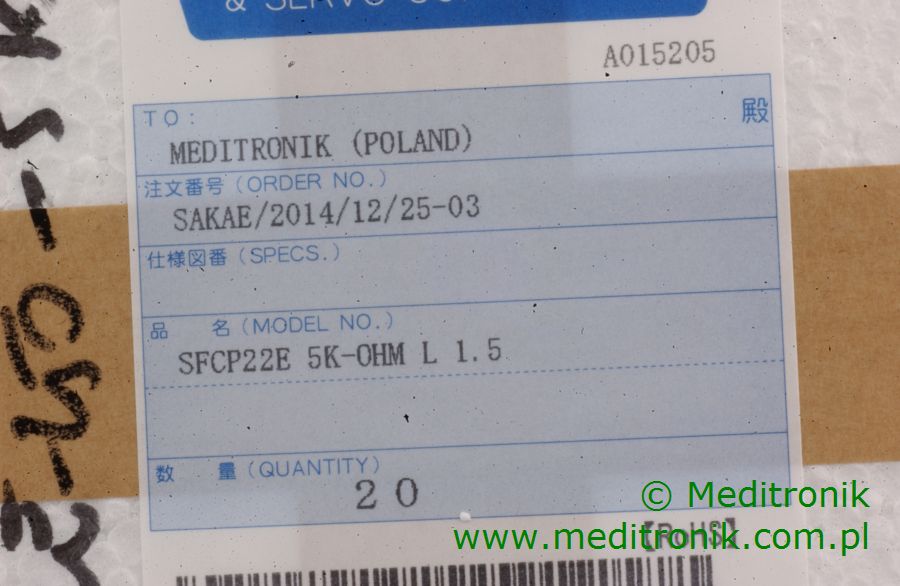 & SERVO
A015205
TO:
殿
MEDITRONIK (POLAND)
注文番号(ORDER NO.)
SAKAE/2014/12/25-03
仕様図番(SPECS.)
品 名(MODEL NO.)
SFCP22E 5K-OHM L 1.5
数 量(QUANTITY)
20
© Meditronik
【RoHS】
www.meditronik.com.pl